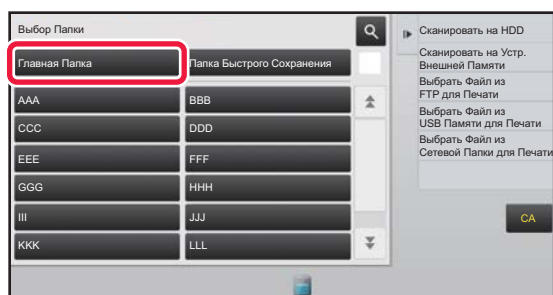 Выбор Папки
Главная Папка
Папка Быстрого Сохранения
AAA
BBB
CCC
DDD
EEE
FFF
GGG
HHH
III
JJJ
KKK
LLL
Сканировать на HDD
Сканировать на Устр.
Внешней Памяти
Выбрать Файл из
FTP для Печати
Выбрать Файл из
USB Памяти для Печати
Выбрать Файл из
Сетевой Папки для Печати
CA